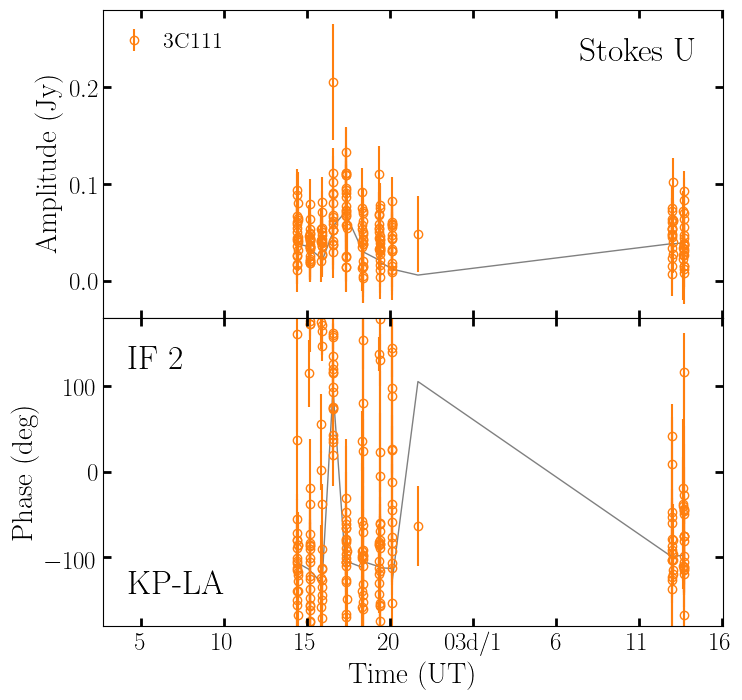 3C111
Stokes U
0.2
0.1
0.0
Amplitude (Jy)
IF 2
100
0
−100
Phase (deg)
KP-LA
5 10 15 20 03d/1 6 11 16
Time (UT)